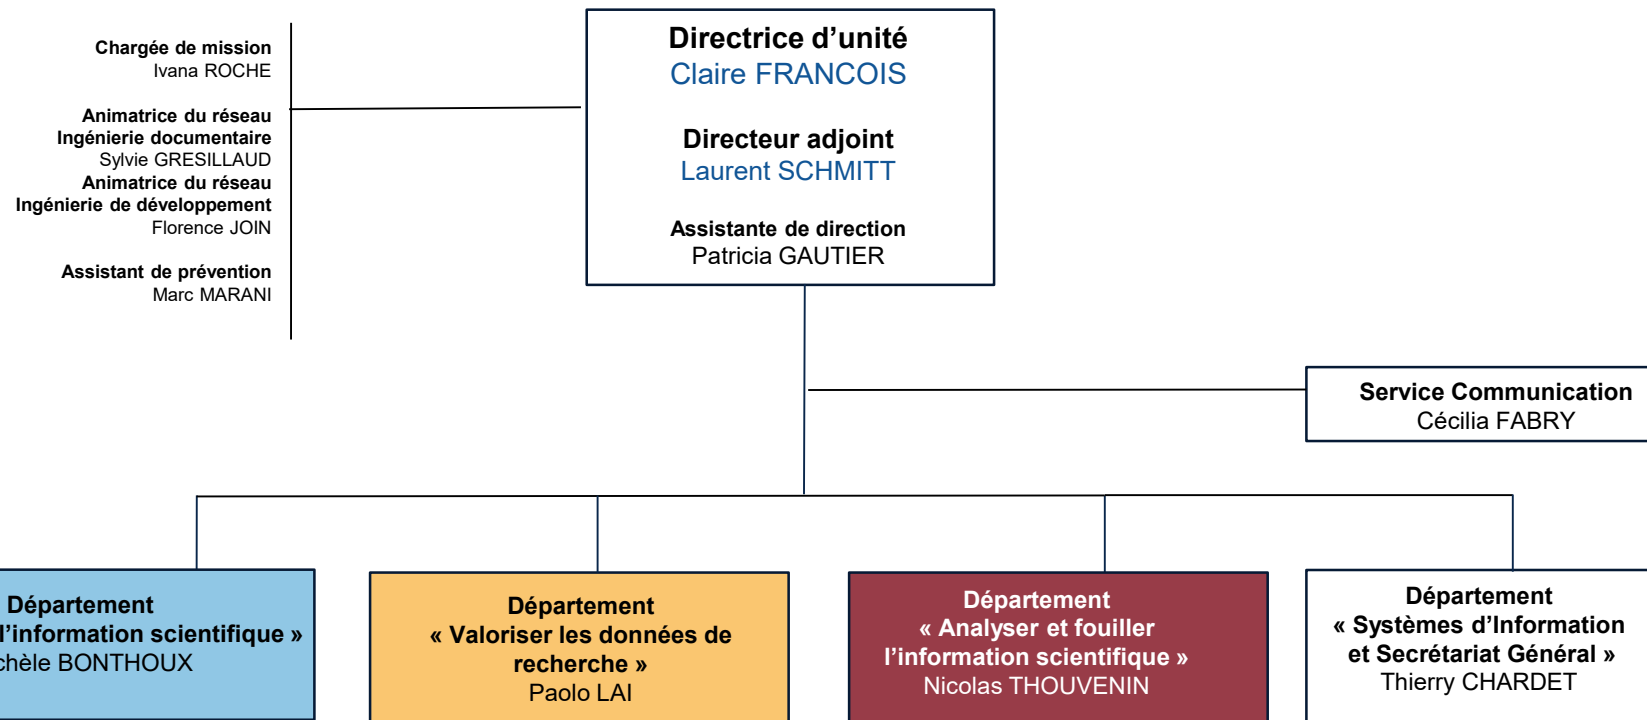 Chargée de mission
Ivana ROCHE
Animatrice du réseau
Ingénierie documentaire
Sylvie GRESILLAUD
Animatrice du réseau
Ingénierie de développement
Florence JOIN
Assistant de prévention
Marc MARANI
Directrice d’unité
Claire FRANCOIS
Directeur adjoint
Laurent SCHMITT
Assistante de direction
Patricia GAUTIER
Service Communication
Cécilia FABRY
Département
l’information scientifique »
chèle BONTHOUX
Département
« Valoriser les données de
recherche »
Paolo LAI
Département
« Analyser et fouiller
l’information scientifique »
Nicolas THOUVENIN
Département
« Systèmes d’Information
et Secrétariat Général »
Thierry CHARDET